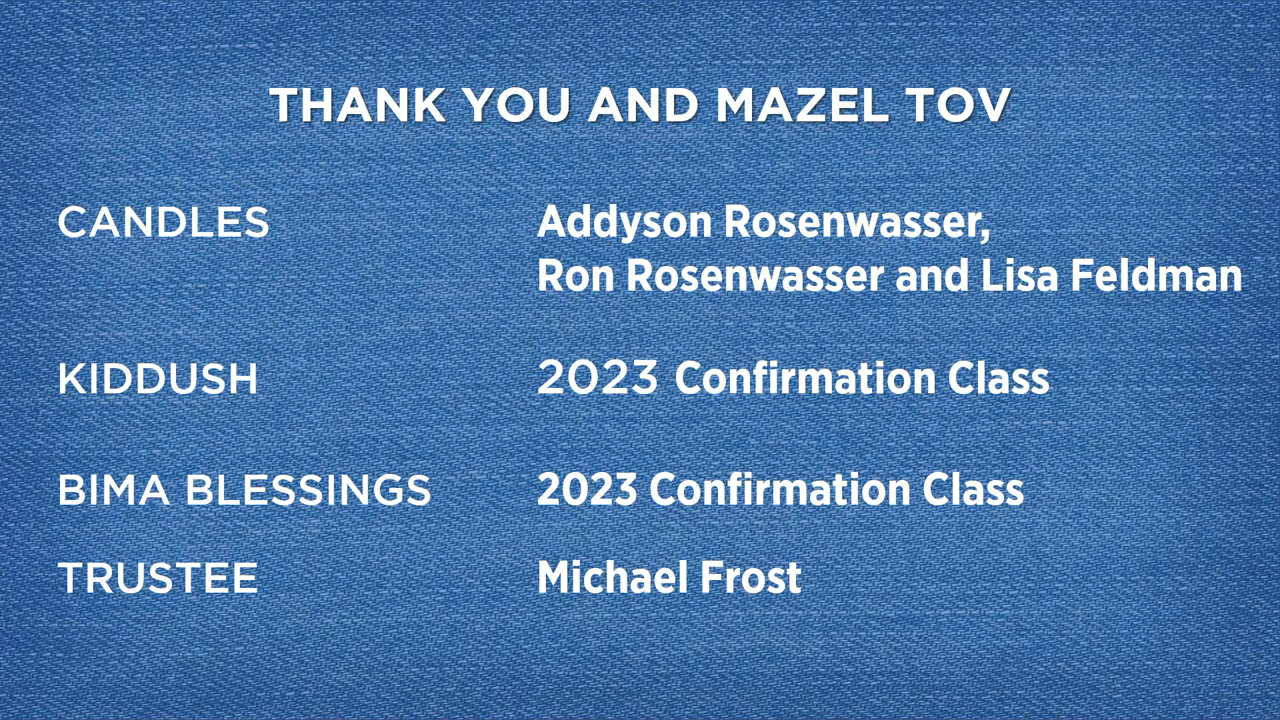 THANK YOU AND MAZEL TOV
CANDLES Addyson Rosenwasser,
Ron Rosenwasser and Lisa Feldman
KIDDUSH 2023 Confirmation Class
BIMA BLESSINGS 2023 Confirmation Class
TRUSTEE Michael Frost